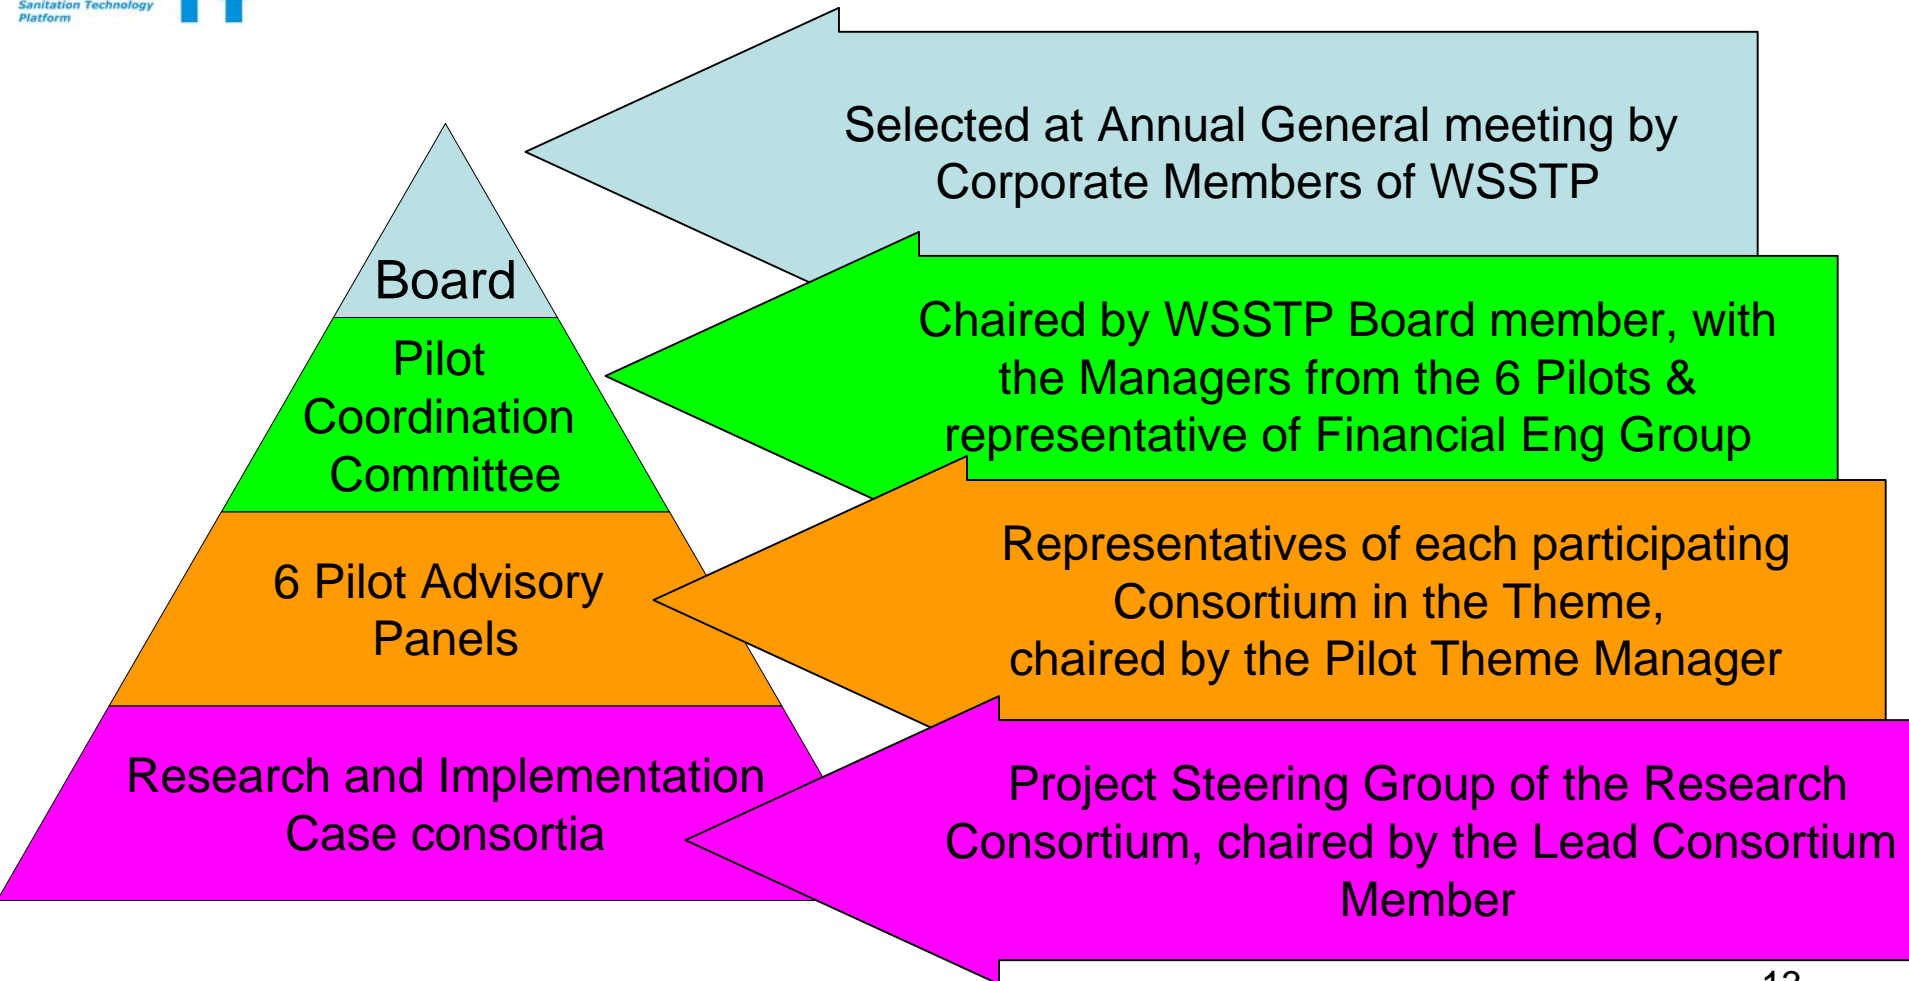 Sanitation Technology
Platform
Selected at Annual General meeting by
Corporate Members of WSSTP
Board
Chaired by WSSTP Board member, with
the Managers from the 6 Pilots &
representative of Financial Eng Group
Pilot
Coordination
Committee
Representatives of each participating
Consortium in the Theme,
chaired by the Pilot Theme Manager
6 Pilot Advisory
Panels
Project Steering Group of the Research
Consortium, chaired by the Lead Consortium
Member
Research and Implementation
Case consortia